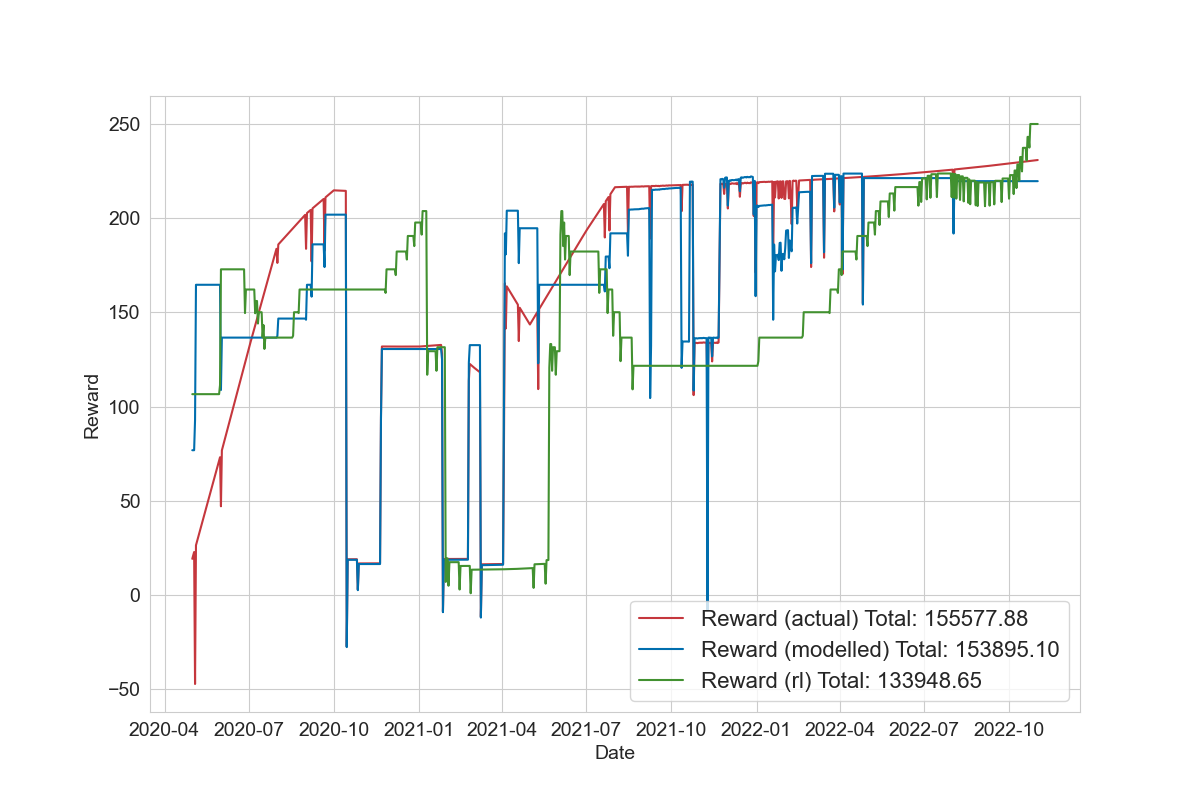 250
200
150
100
50
0
−50
Reward
Reward (actual) Total: 155577.88
Reward (modelled) Total: 153895.10
Reward (rl) Total: 133948.65
2020-04 2020-07 2020-10 2021-01 2021-04 2021-07 2021-10 2022-01 2022-04 2022-07 2022-10
Date